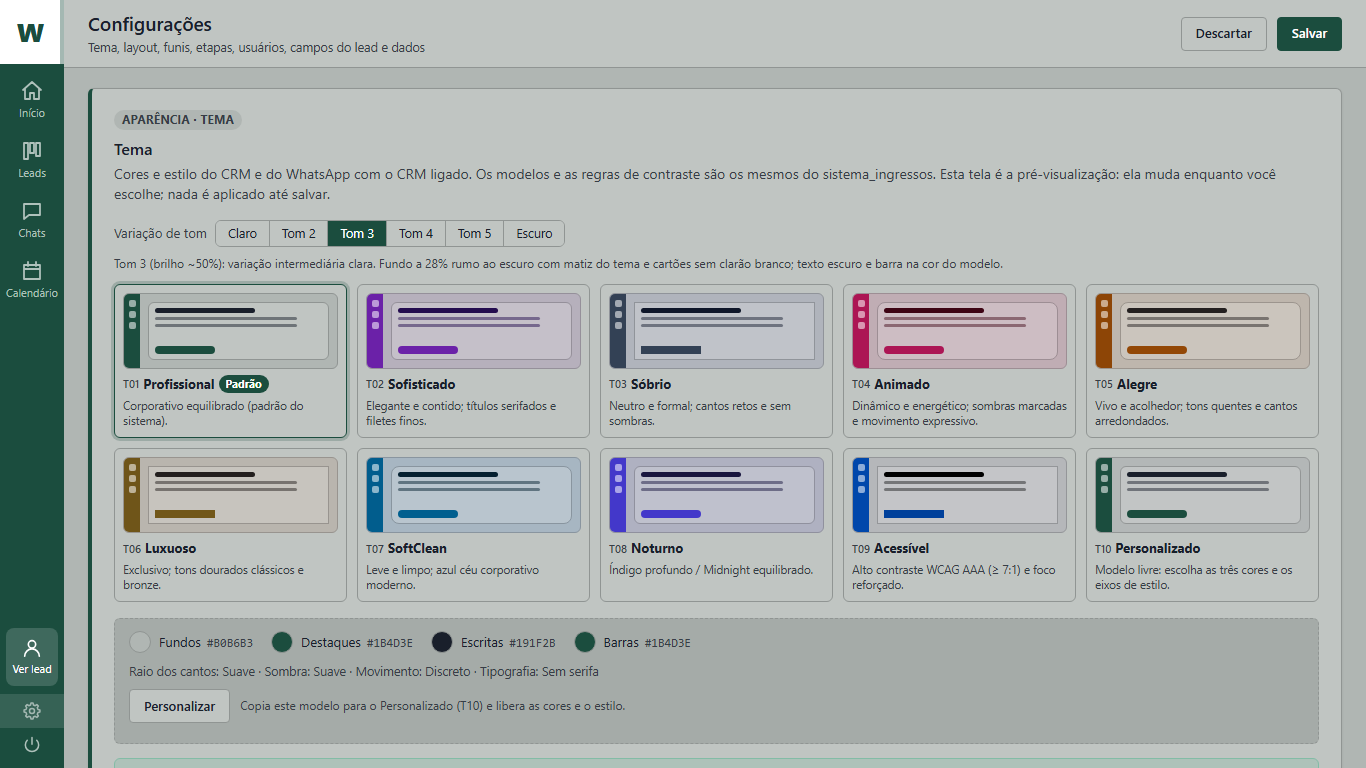 W
Configurações
Tema, layout, funis, etapas, usuários, campos do lead e dados
Descartar
Salvar
Início
Leads
Chats
Calendário
Ver lead
APARÊNCIA · TEMA
Tema
Cores e estilo do CRM e do WhatsApp com o CRM ligado. Os modelos e as regras de contraste são os mesmos do sistema_ingressos. Esta tela é a pré-visualização: ela muda enquanto você
escolhe; nada é aplicado até salvar.
Variação de tom
Claro
Tom 2
Tom 3
Tom 4
Tom 5
Escuro
Tom 3 (brilho ~50%): variação intermediária clara. Fundo a 28% rumo ao escuro com matiz do tema e cartões sem clarão branco; texto escuro e barra na cor do modelo.
T01 Profissional Padrão
Corporativo equilibrado (padrão do
sistema).
T02 Sofisticado
Elegante e contido; títulos serifados e
filetes finos.
T03 Sóbrio
Neutro e formal; cantos retos e sem
sombras.
T04 Animado
Dinâmico e energético; sombras marcadas
e movimento expressivo.
T05 Alegre
Vivo e acolhedor; tons quentes e cantos
arredondados.
T06 Luxuoso
Exclusivo; tons dourados clássicos e
bronze.
T07 SoftClean
Leve e limpo; azul céu corporativo
moderno.
T08 Noturno
Índigo profundo / Midnight equilibrado.
T09 Acessível
Alto contraste WCAG AAA (≥ 7:1) e foco
reforçado.
T10 Personalizado
Modelo livre: escolha as três cores e os
eixos de estilo.
Fundos #B0B6B3 Destaques #1B4D3E Escritas #191F2B Barras #1B4D3E
Raio dos cantos: Suave · Sombra: Suave · Movimento: Discreto · Tipografia: Sem serifa
Personalizar
Copia este modelo para o Personalizado (T10) e libera as cores e o estilo.